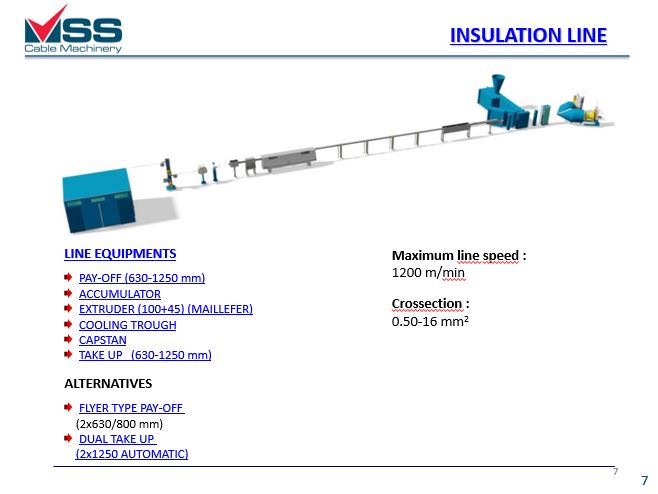 MSS
Cable Machinery
INSULATION LINE
LINE EQUIPMENTS
PAY-OFF (630-1250 mm)
ACCUMULATOR
EXTRUDER (100+45) (MAILLEFER)
COOLING TROUGH
CAPSTAN
TAKE UP (630-1250 mm)
ALTERNATIVES
FLYER TYPE PAY-OFF
(2x630/800 mm)
DUAL TAKE UP
(2x1250 AUTOMATIC)
Maximum line speed :
1200 m/min
Crossection :
0.50-16 mm²
7
7